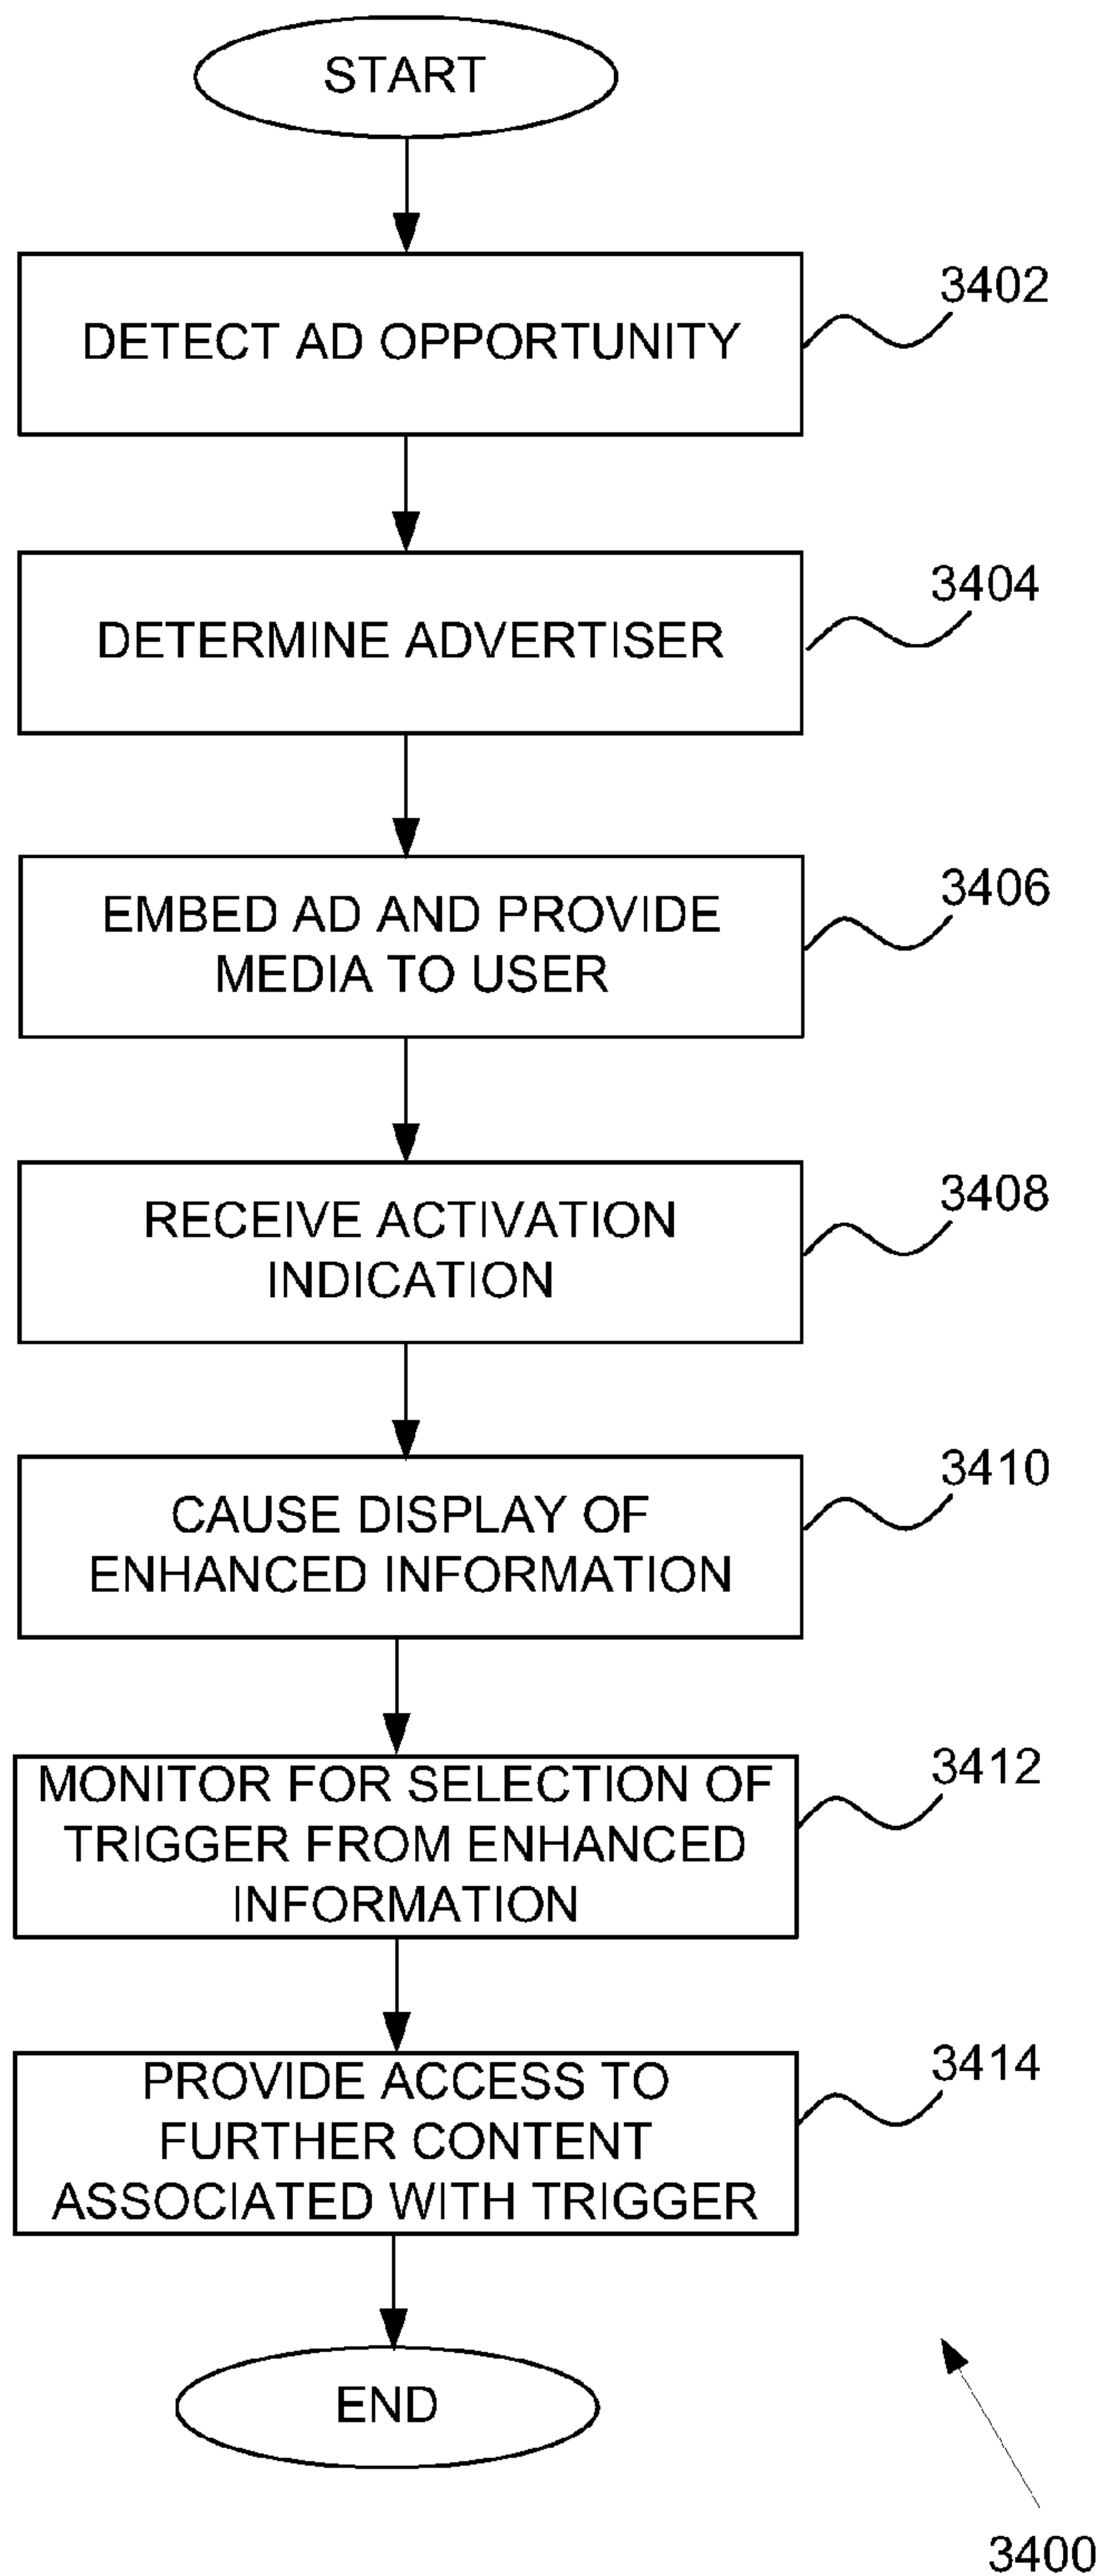 START
3402
DETECT AD OPPORTUNITY
3404
DETERMINE ADVERTISER
3406
EMBED AD AND PROVIDE
MEDIA TO USER
3408
RECEIVE ACTIVATION
INDICATION
3410
CAUSE DISPLAY OF
ENHANCED INFORMATION
3412
MONITOR FOR SELECTION OF
TRIGGER FROM ENHANCED
INFORMATION
3414
PROVIDE ACCESS TO
FURTHER CONTENT
ASSOCIATED WITH TRIGGER
END
3400